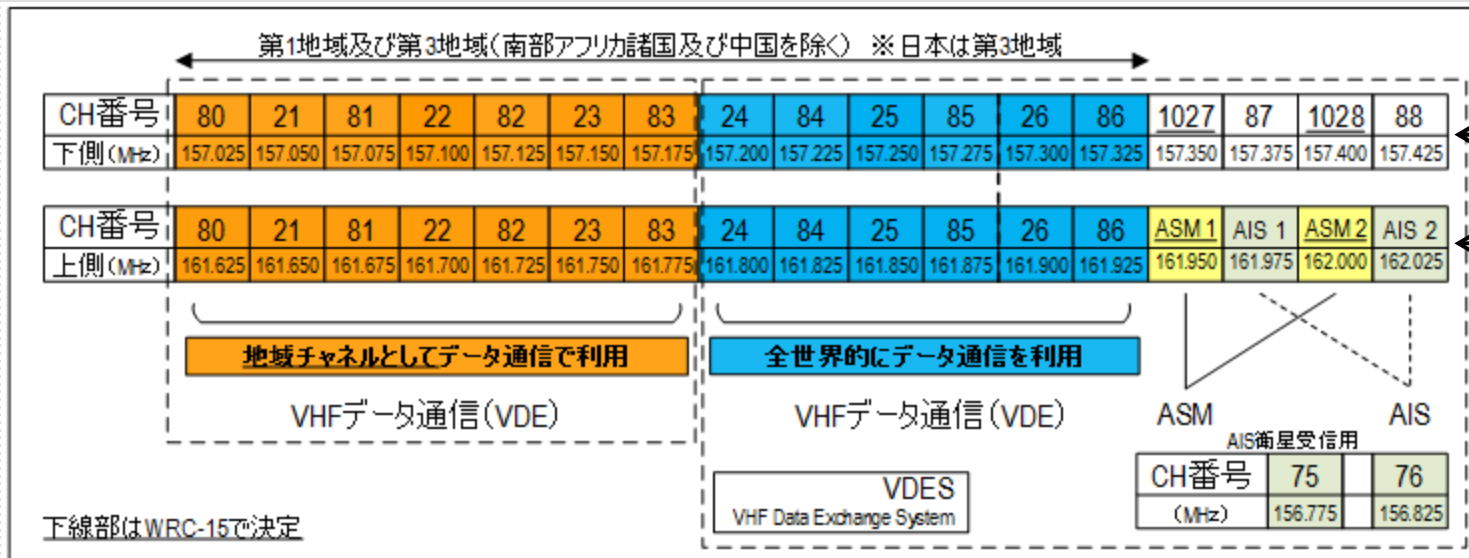 第1地域及び第3地域(南部アフリカ諸国及び中国を除く) ※日本は第3地域
CH番号 80 21 81 22 82 23 83 24 84 25 85 26 86 1027 87 1028 88
下側(MHz) 157.025 157.050 157.075 157.100 157.125 157.150 157.175 157.200 157.225 157.250 157.275 157.300 157.325 157.350 157.375 157.400 157.425
CH番号 80 21 81 22 82 23 83 24 84 25 85 26 86 ASM 1 AIS 1 ASM 2 AIS 2
上側(MHz) 161.625 161.650 161.675 161.700 161.725 161.750 161.775 161.800 161.825 161.850 161.875 161.900 161.925 161.950 161.975 162.000 162.025
地域チャネルとしてデータ通信で利用 全世界的にデータ通信を利用
VHFデータ通信(VDE) VHFデータ通信(VDE) ASM AIS
AIS衛星受信用
CH番号 75 76
(MHz) 156.775 156.825
VDES
VHF Data Exchange System
下線部はWRC-15で決定